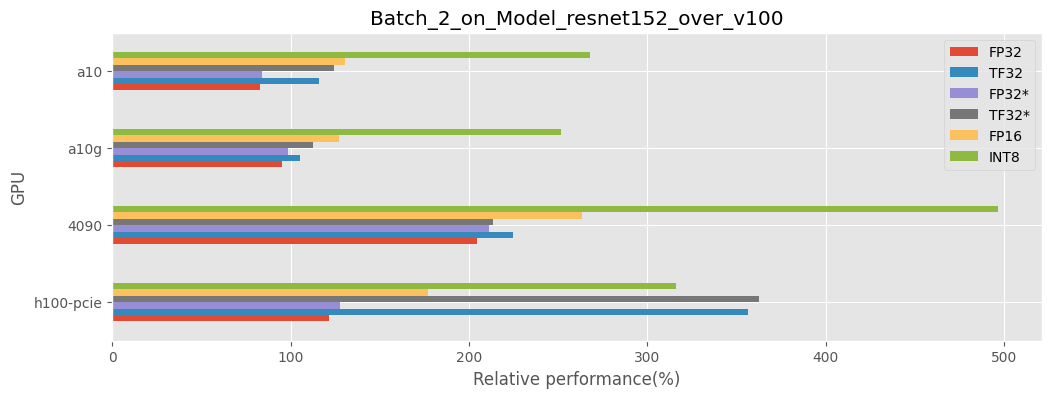 Batch_2_on_Model_resnet152_over_v100
FP32
TF32
FP32*
TF32*
FP16
INT8
GPU
a10
a10g
4090
h100-pcie
0 100 200 300 400 500
Relative performance(%)